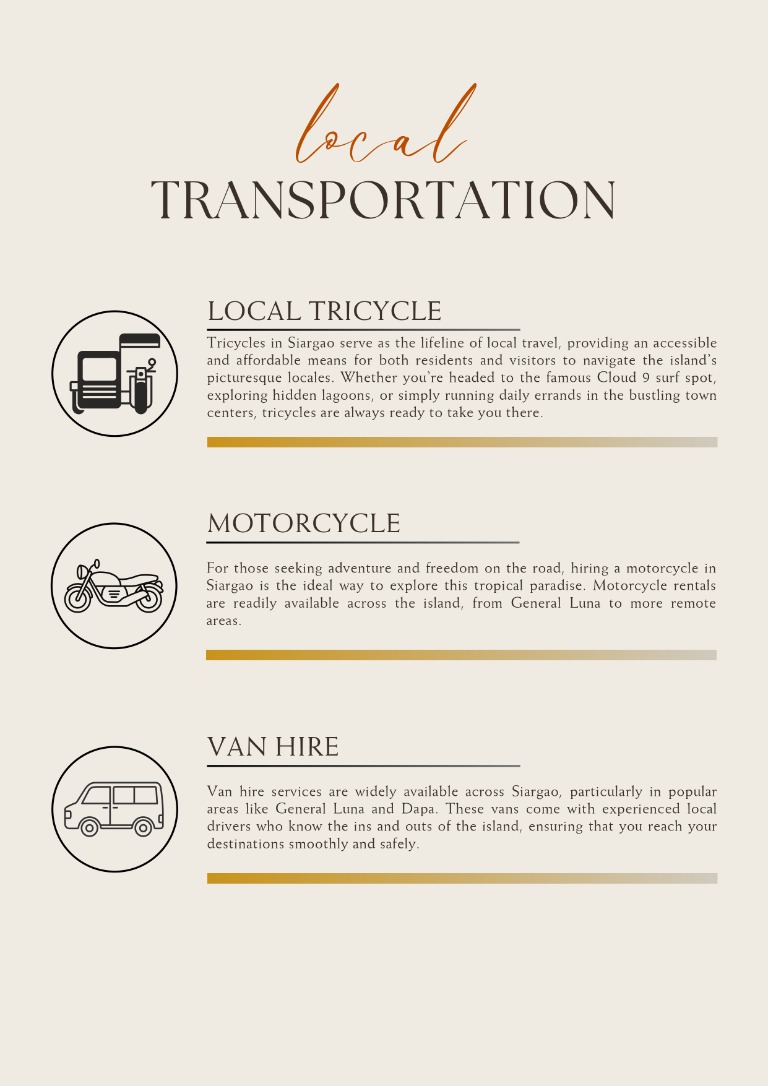 local
TRANSPORTATION
LOCAL TRICYCLE
Tricycles in Siargao serve as the lifeline of local travel, providing an accessible
and affordable means for both residents and visitors to navigate the island's
picturesque locales. Whether you're headed to the famous Cloud 9 surf spot,
exploring hidden lagoons, or simply running daily errands in the bustling town
centers, tricycles are always ready to take you there.
MOTORCYCLE
For those seeking adventure and freedom on the road, hiring a motorcycle in
Siargao is the ideal way to explore this tropical paradise. Motorcycle rentals
are readily available across the island, from General Luna to more remote
areas.
VAN HIRE
Van hire services are widely available across Siargao, particularly in popular
areas like General Luna and Dapa. These vans come with experienced local
drivers who know the ins and outs of the island, ensuring that you reach your
destinations smoothly and safely.